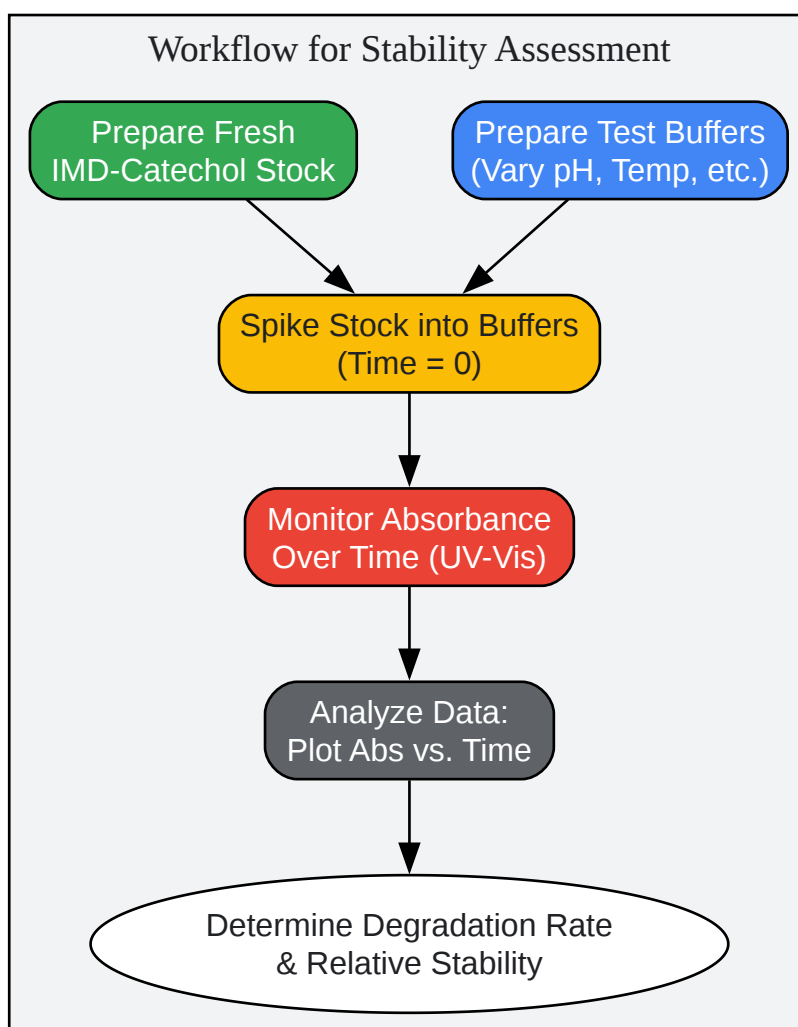 Workflow for Stability Assessment
Prepare Fresh
IMD-Catechol Stock
Prepare Test Buffers
(Vary pH, Temp, etc.)
Spike Stock into Buffers
(Time = 0)
Monitor Absorbance
Over Time (UV-Vis)
Analyze Data:
Plot Abs vs. Time
Determine Degradation Rate
& Relative Stability